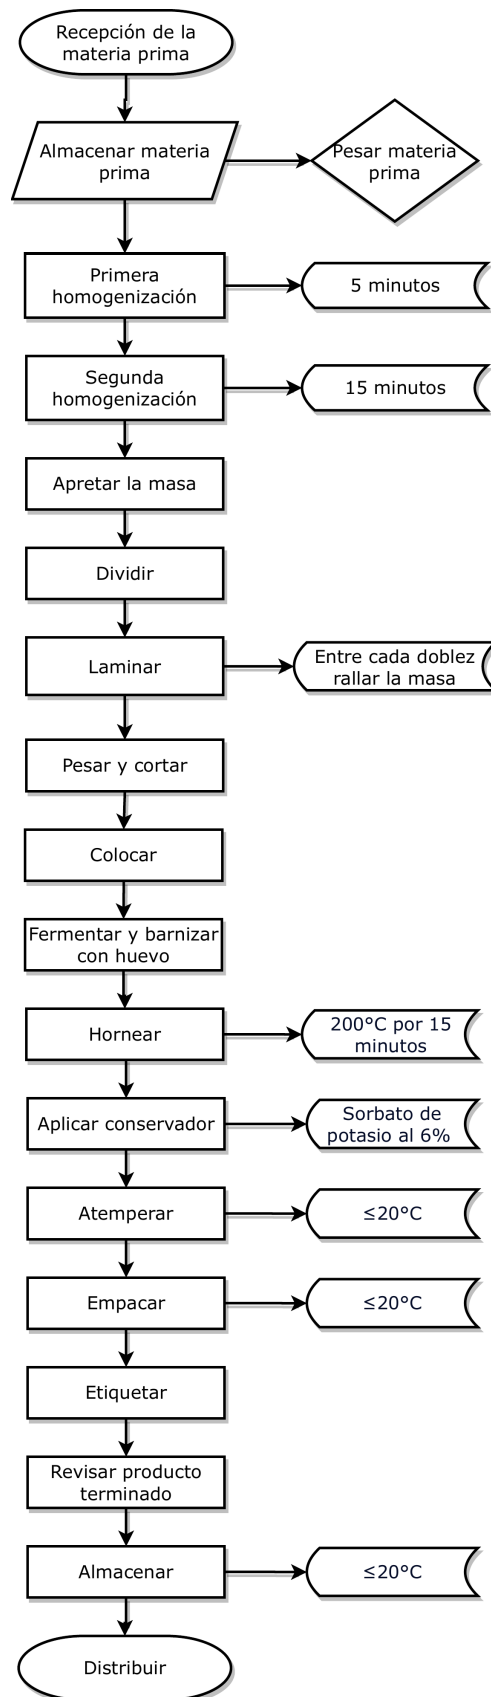 Recepción de la
materia prima
Almacenar materia
prima
Pesar materia
prima
Primera
homogenización
5 minutos
Segunda
homogenización
15 minutos
Apretar la masa
Dividir
Laminar
Entre cada doblez
rallar la masa
Pesar y cortar
Colocar
Fermentar y barnizar
con huevo
Hornear
200°C por 15
minutos
Aplicar conservador
Sorbato de
potasio al 6%
Atemperar
≤20°C
Empacar
≤20°C
Etiquetar
Revisar producto
terminado
Almacenar
≤20°C
Distribuir